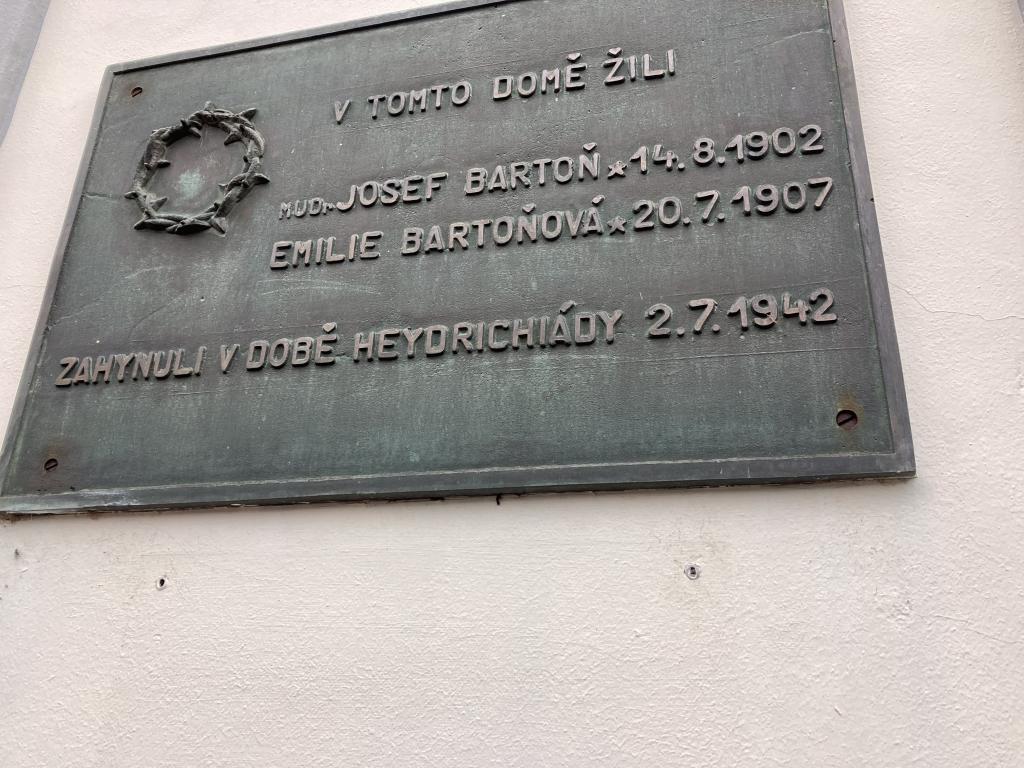 V TOMTO DOMĚ ŽILI
MUDr. JOSEF BARTOŇ ★ 14. 8. 1902
EMILIE BARTOŇOVÁ ★ 20. 7. 1907
ZAHYNULI V DOBĚ HEYDRICHIÁDY 2. 7. 1942